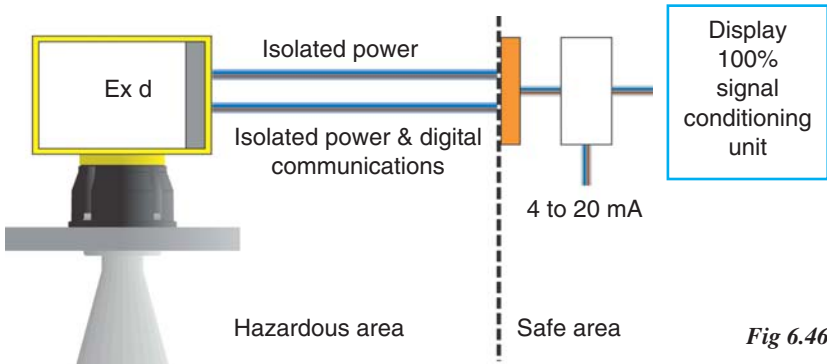 Isolated power
Ex d
Isolated power & digital
communications
Display
100%
signal
conditioning
unit
4 to 20 mA
Hazardous area
Safe area
Fig 6.46